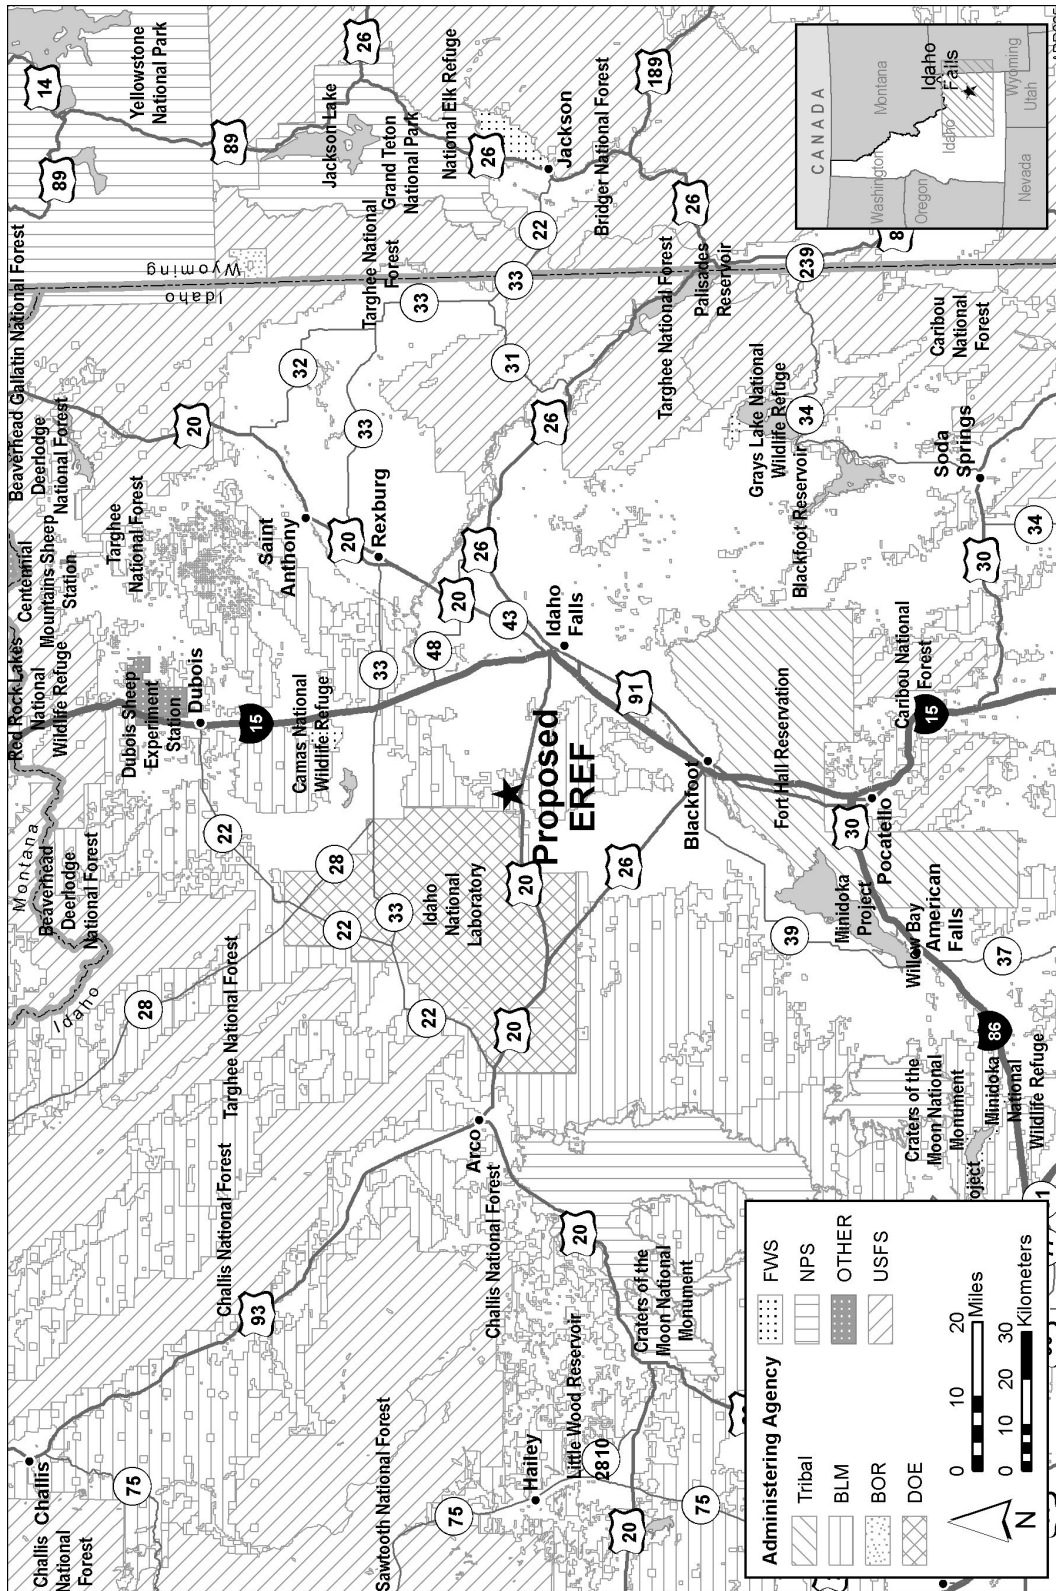 Challis
National
Forest
Challis
75
93
Challis National Forest
Targhee National Forest
28
Idaho
Montana
Beaverhead
Deerlodge
National Forest
22
28
22
33
22
Idaho
National
Laboratory
Red Rock Lakes
National
Wildlife Refuge
Centennial
Mountains Sheep
Station
Beaverhead
Deerlodge
National Forest
Gallatin National Forest
Targhee
National Forest
Dubois Sheep
Experiment
Station
Dubois
15
Camas National
Wildlife Refuge
20
Saint
Anthony
32
33
20
Rexburg
33
48
20
43
26
Idaho
Falls
Idaho
Wyoming
89
14
Yellowstone
National Park
89
Jackson Lake
26
Targhee National
Forest
33
Grand Teton
National Park
National Elk Refuge
26
Jackson
22
33
31
26
Bridger National Forest
189
26
Targhee National Forest
Palisades
Reservoir
239
8
Grays Lake National
Wildlife Refuge
34
Blackfoot Reservoir
Caribou
National
Forest
Soda
Springs
30
34
Sawtooth National Forest
75
Hailey
Little Wood Reservoir
2810
20
75
Arco
Challis National Forest
20
20
Craters of the
Moon National
Monument
20
Proposed
EREF
26
91
Blackfoot
Fort Hall Reservation
39
Minidoka
Project
30
Pocatello
Caribou National
Forest
15
Willow Bay
American
Falls
37
86
Craters of the
Moon National
Monument
Minidoka
National
Wildlife Refuge
oject
Administering Agency
Tribal
BLM
BOR
DOE
FWS
NPS
OTHER
USFS
0 10 20
Miles
0 10 20 30
Kilometers
N
CANADA
Washington
Montana
Oregon
Idaho
Idaho
Falls
Wyoming
Nevada
Utah